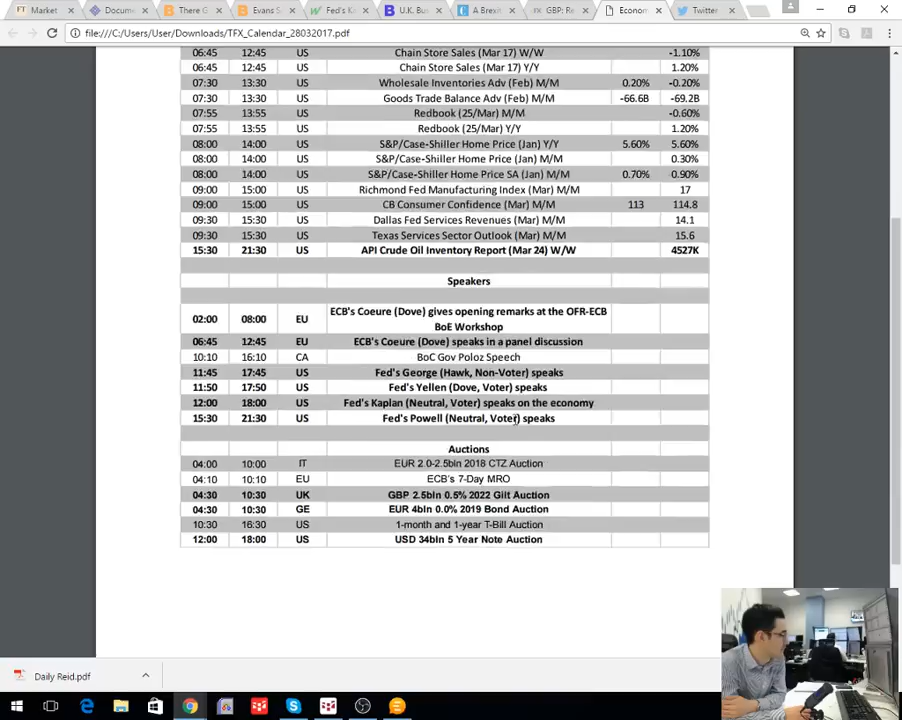 Market
Docume
There G
Evans S
Fed's K
U.K. Bu
A Brexit
GBP: Re
Econom
Twitter
file:///C:/Users/User/Downloads/TFX_Calendar_28032017.pdf
06:45 12:45 US Chain Store Sales (Mar 17) W/W -1.10%
06:45 12:45 US Chain Store Sales (Mar 17) Y/Y 1.20%
07:30 13:30 US Wholesale Inventories Adv (Feb) M/M 0.20% -0.20%
07:30 13:30 US Goods Trade Balance Adv (Feb) M/M -66.6B -69.2B
07:55 13:55 US Redbook (25/Mar) M/M -0.60%
07:55 13:55 US Redbook (25/Mar) Y/Y 1.20%
08:00 14:00 US S&P/Case-Shiller Home Price (Jan) Y/Y 5.60% 5.60%
08:00 14:00 US S&P/Case-Shiller Home Price (Jan) M/M 0.30%
08:00 14:00 US S&P/Case-Shiller Home Price SA (Jan) M/M 0.70% 0.90%
09:00 15:00 US Richmond Fed Manufacturing Index (Mar) M/M 17
09:00 15:00 US CB Consumer Confidence (Mar) M/M 113 114.8
09:30 15:30 US Dallas Fed Services Revenues (Mar) M/M 14.1
09:30 15:30 US Texas Services Sector Outlook (Mar) M/M 15.6
15:30 21:30 US API Crude Oil Inventory Report (Mar 24) W/W 4527K
Speakers
02:00 08:00 EU ECB's Coeure (Dove) gives opening remarks at the OFR-ECB
BoE Workshop
06:45 12:45 EU ECB's Coeure (Dove) speaks in a panel discussion
10:10 16:10 CA BoC Gov Poloz Speech
11:45 17:45 US Fed's George (Hawk, Non-Voter) speaks
11:50 17:50 US Fed's Yellen (Dove, Voter) speaks
12:00 18:00 US Fed's Kaplan (Neutral, Voter) speaks on the economy
15:30 21:30 US Fed's Powell (Neutral, Voter) speaks
Auctions
04:00 10:00 IT EUR 2.0-2.5bln 2018 CTZ Auction
04:10 10:10 EU ECB's 7-Day MRO
04:30 10:30 UK GBP 2.5bln 0.5% 2022 Gilt Auction
04:30 10:30 GE EUR 4bln 0.0% 2019 Bond Auction
10:30 16:30 US 1-month and 1-year T-Bill Auction
12:00 18:00 US USD 34bln 5 Year Note Auction
Daily Reid.pdf